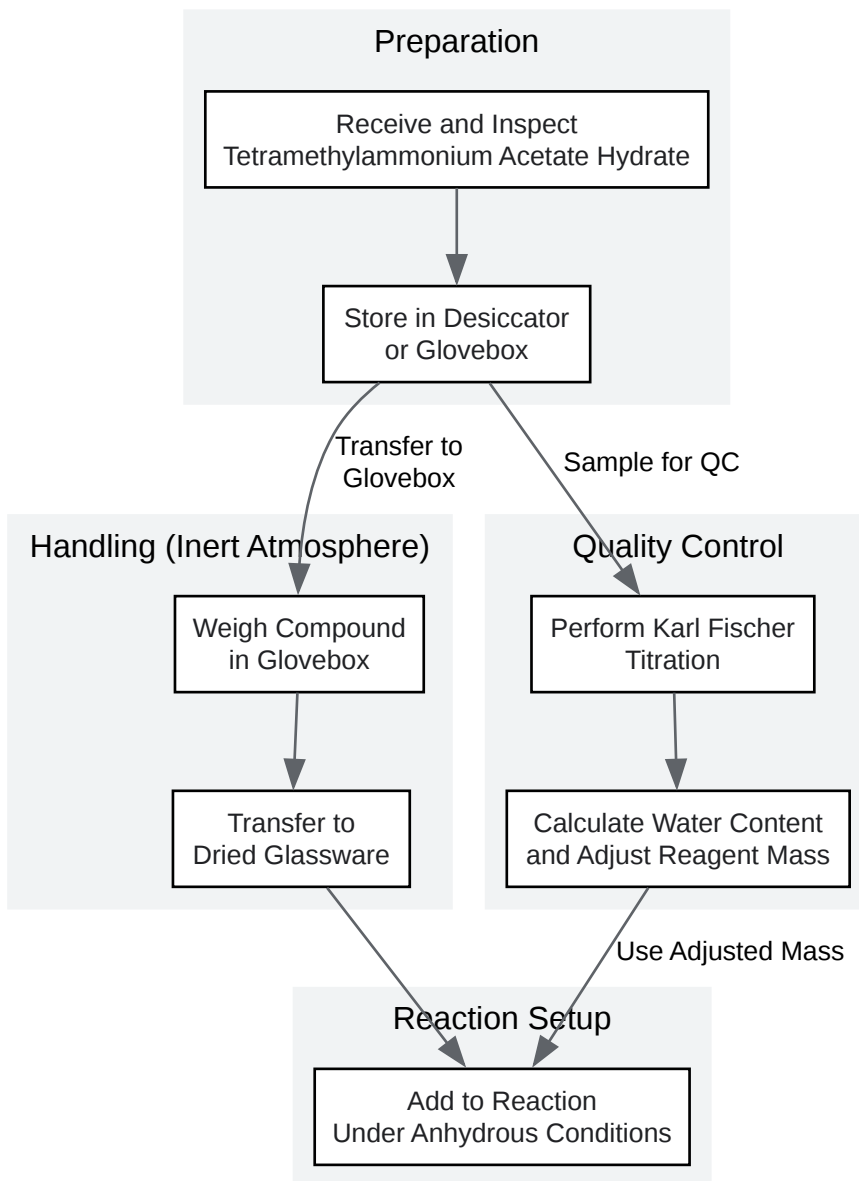 Preparation
Receive and Inspect
Tetramethylammonium Acetate Hydrate
Store in Desiccator
or Glovebox
Transfer to
Glovebox
Sample for QC
Handling (Inert Atmosphere)
Weigh Compound
in Glovebox
Transfer to
Dried Glassware
Quality Control
Perform Karl Fischer
Titration
Calculate Water Content
and Adjust Reagent Mass
Use Adjusted Mass
Reaction Setup
Add to Reaction
Under Anhydrous Conditions